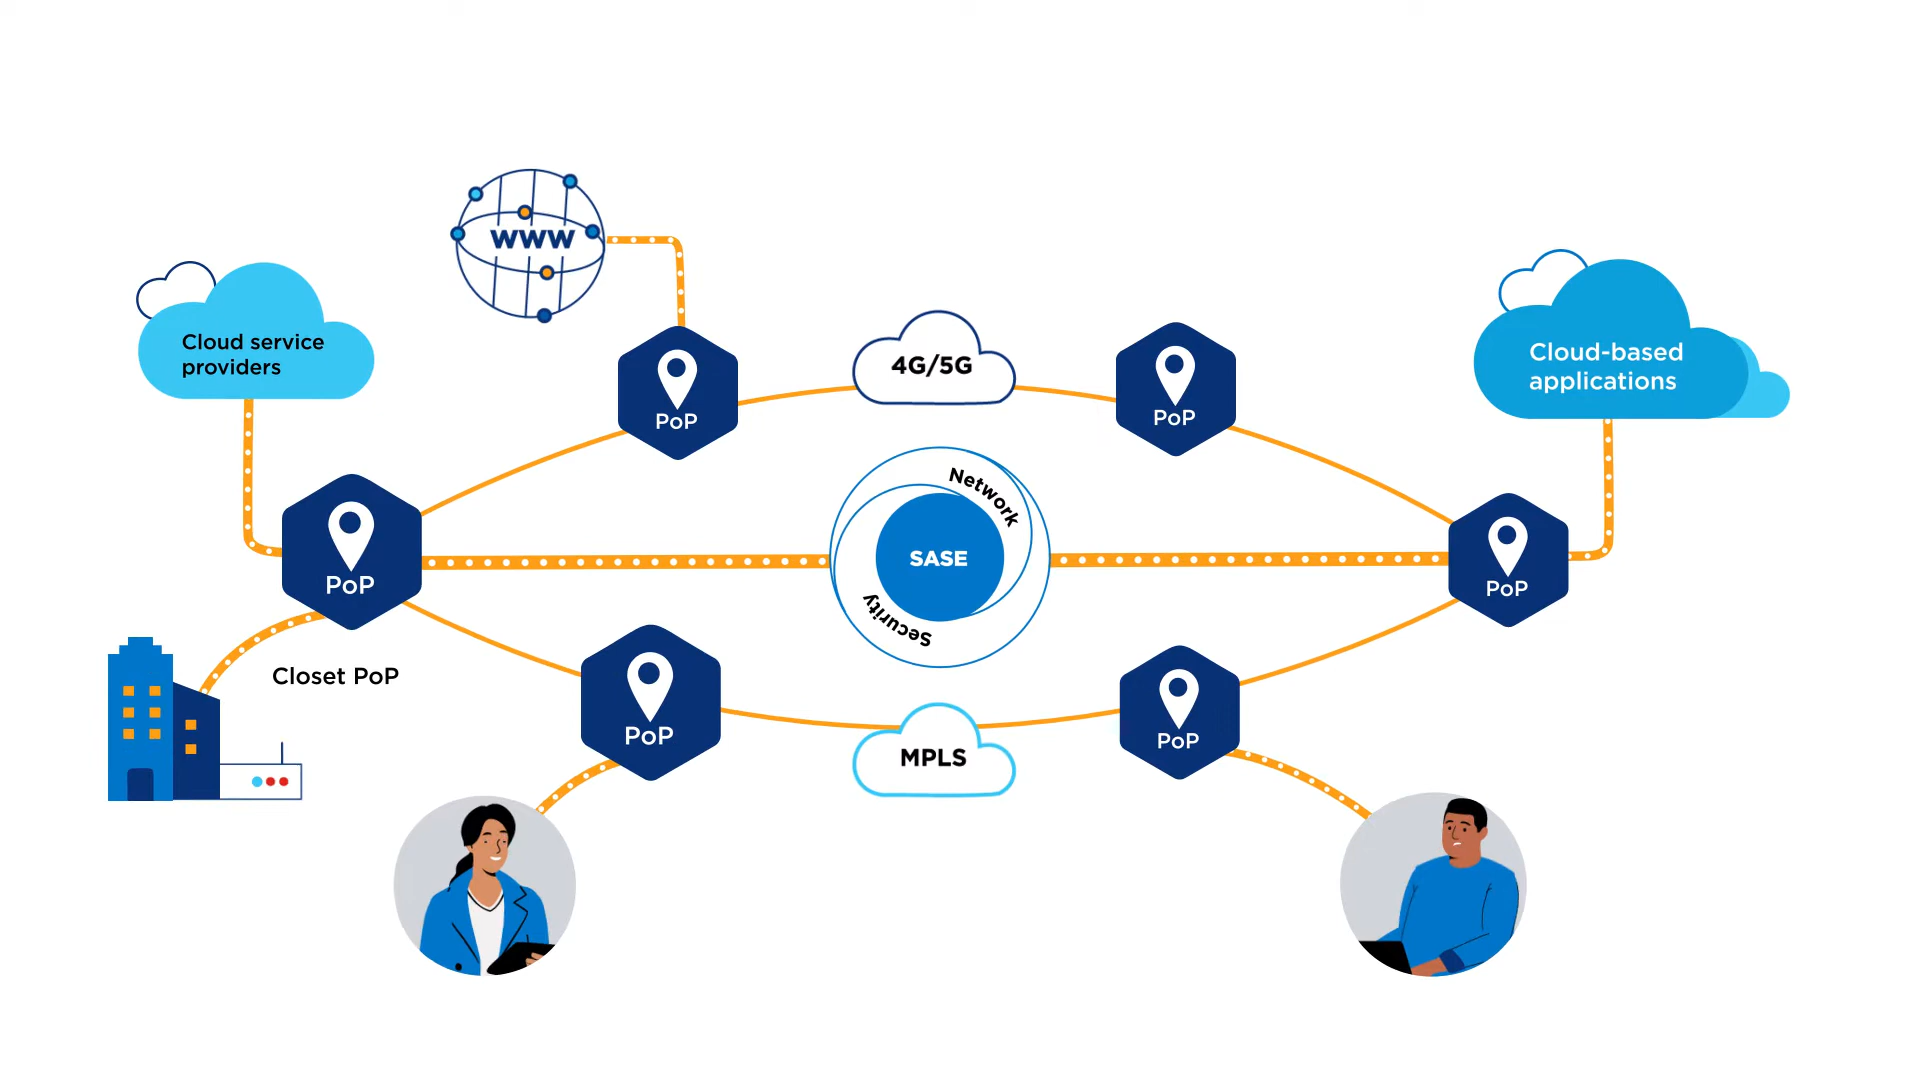 WWW
Cloud service
providers
4G/5G
Cloud-based
applications
PoP
PoP
Network
SASE
Security
PoP
PoP
Closet PoP
PoP
PoP
MPLS